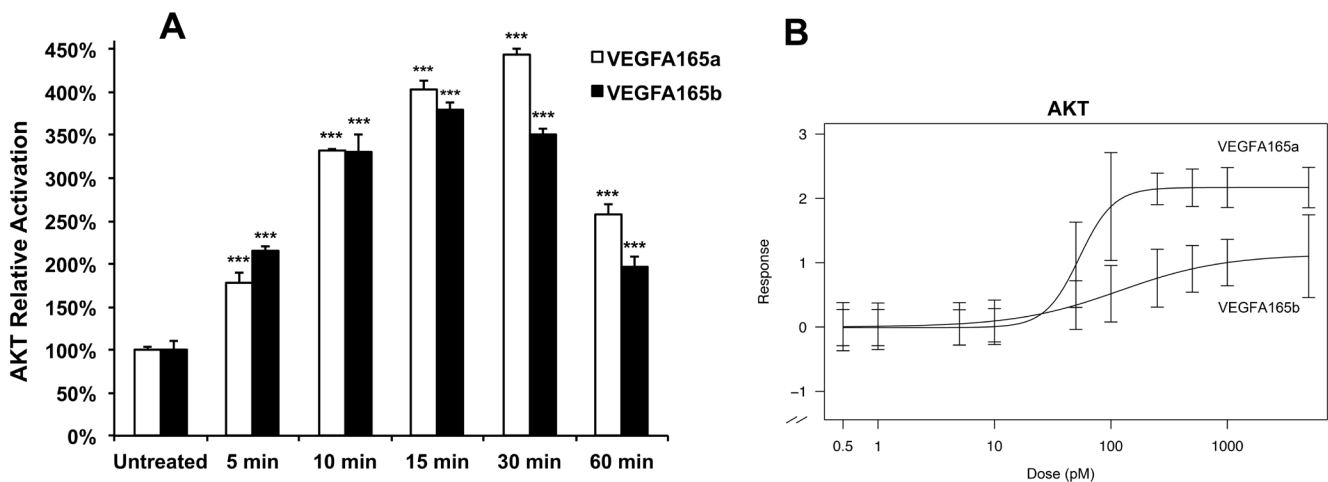 A
AKT Relative Activation
450%
400%
350%
300%
250%
200%
150%
100%
50%
0%
*** *** *** *** *** *** *** *** *** ***
VEGFA165a
VEGFA165b
Untreated 5 min 10 min 15 min 30 min 60 min
B
AKT
Response
3
2
1
0
−1
VEGFA165a
VEGFA165b
0.5 1 10 100 1000
Dose (pM)